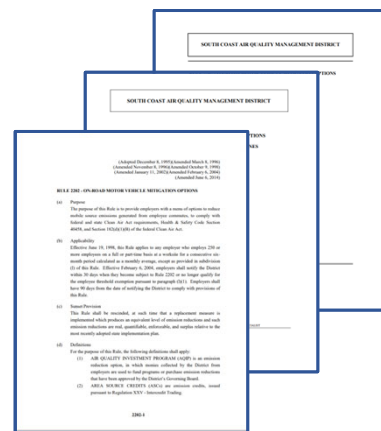 SOUTH COAST AIR QUALITY MANAGEMENT DISTRICT
SOUTH COAST AIR QUALITY MANAGEMENT DISTRICT
(Adopted December 8, 1995)(Amended March 8, 1996)
(Amended November 8, 1996)(Amended October 9, 1998)
(Amended January 11, 2002)(Amended February 6, 2004)
(Amended June 6, 2014)
RULE 2202 - ON-ROAD MOTOR VEHICLE MITIGATION OPTIONS
(a) Purpose
The purpose of this Rule is to provide employers with a menu of options to reduce
mobile source emissions generated from employee commutes, to comply with
federal and state Clean Air Act requirements, Health & Safety Code Section
40458, and Section 182(d)(1)(B) of the federal Clean Air Act.
(b) Applicability
Effective June 19, 1998, this Rule applies to any employer who employs 250 or
more employees on a full or part-time basis at a worksite for a consecutive six-
month period calculated as a monthly average, except as provided in subdivision
(l) of this Rule. Effective February 6, 2004, employers shall notify the District
within 30 days when they become subject to Rule 2202 or no longer qualify for
the employee threshold exemption pursuant to paragraph (l)(1). Employers shall
have 90 days from the date of notifying the District to comply with provisions of
this Rule.
(c) Sunset Provision
This Rule shall be rescinded, at such time that a replacement measure is
implemented which produces an equivalent level of emission reductions and such
emission reductions are real, quantifiable, enforceable, and surplus relative to the
most recently adopted state implementation plan.
(d) Definitions
For the purpose of this Rule, the following definitions shall apply:
(1) AIR QUALITY INVESTMENT PROGRAM (AQIP) is an emission
reduction option, in which monies collected by the District from
employers are used to fund programs or purchase emission reductions
that have been approved by the District's Governing Board.
(2) AREA SOURCE CREDITS (ASCs) are emission credits, issued
pursuant to Regulation XXV - Intercredit Trading.
2202-1